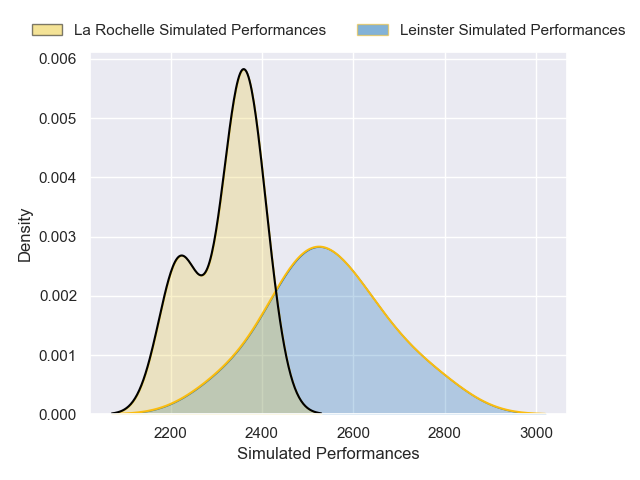 La Rochelle Simulated Performances Leinster Simulated Performances
0.006
0.005
0.004
0.003
0.002
0.001
0.000
Density
2200 2400 2600 2800 3000
Simulated Performances